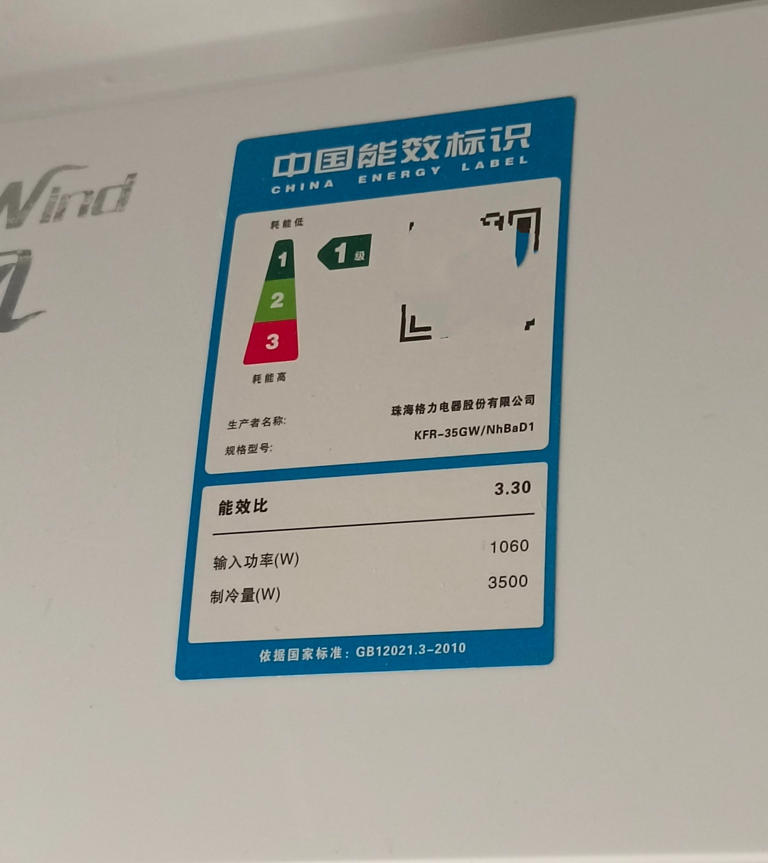 Wind
中国能效标识
CHINA ENERGY LABEL
耗能低
1
1级
2
3
耗能高
生产者名称: 珠海格力电器股份有限公司
规格型号: KFR-35GW/NhBaD1
能效比 3.30
输入功率(W) 1060
制冷量(W) 3500
依据国家标准: GB12021.3-2010